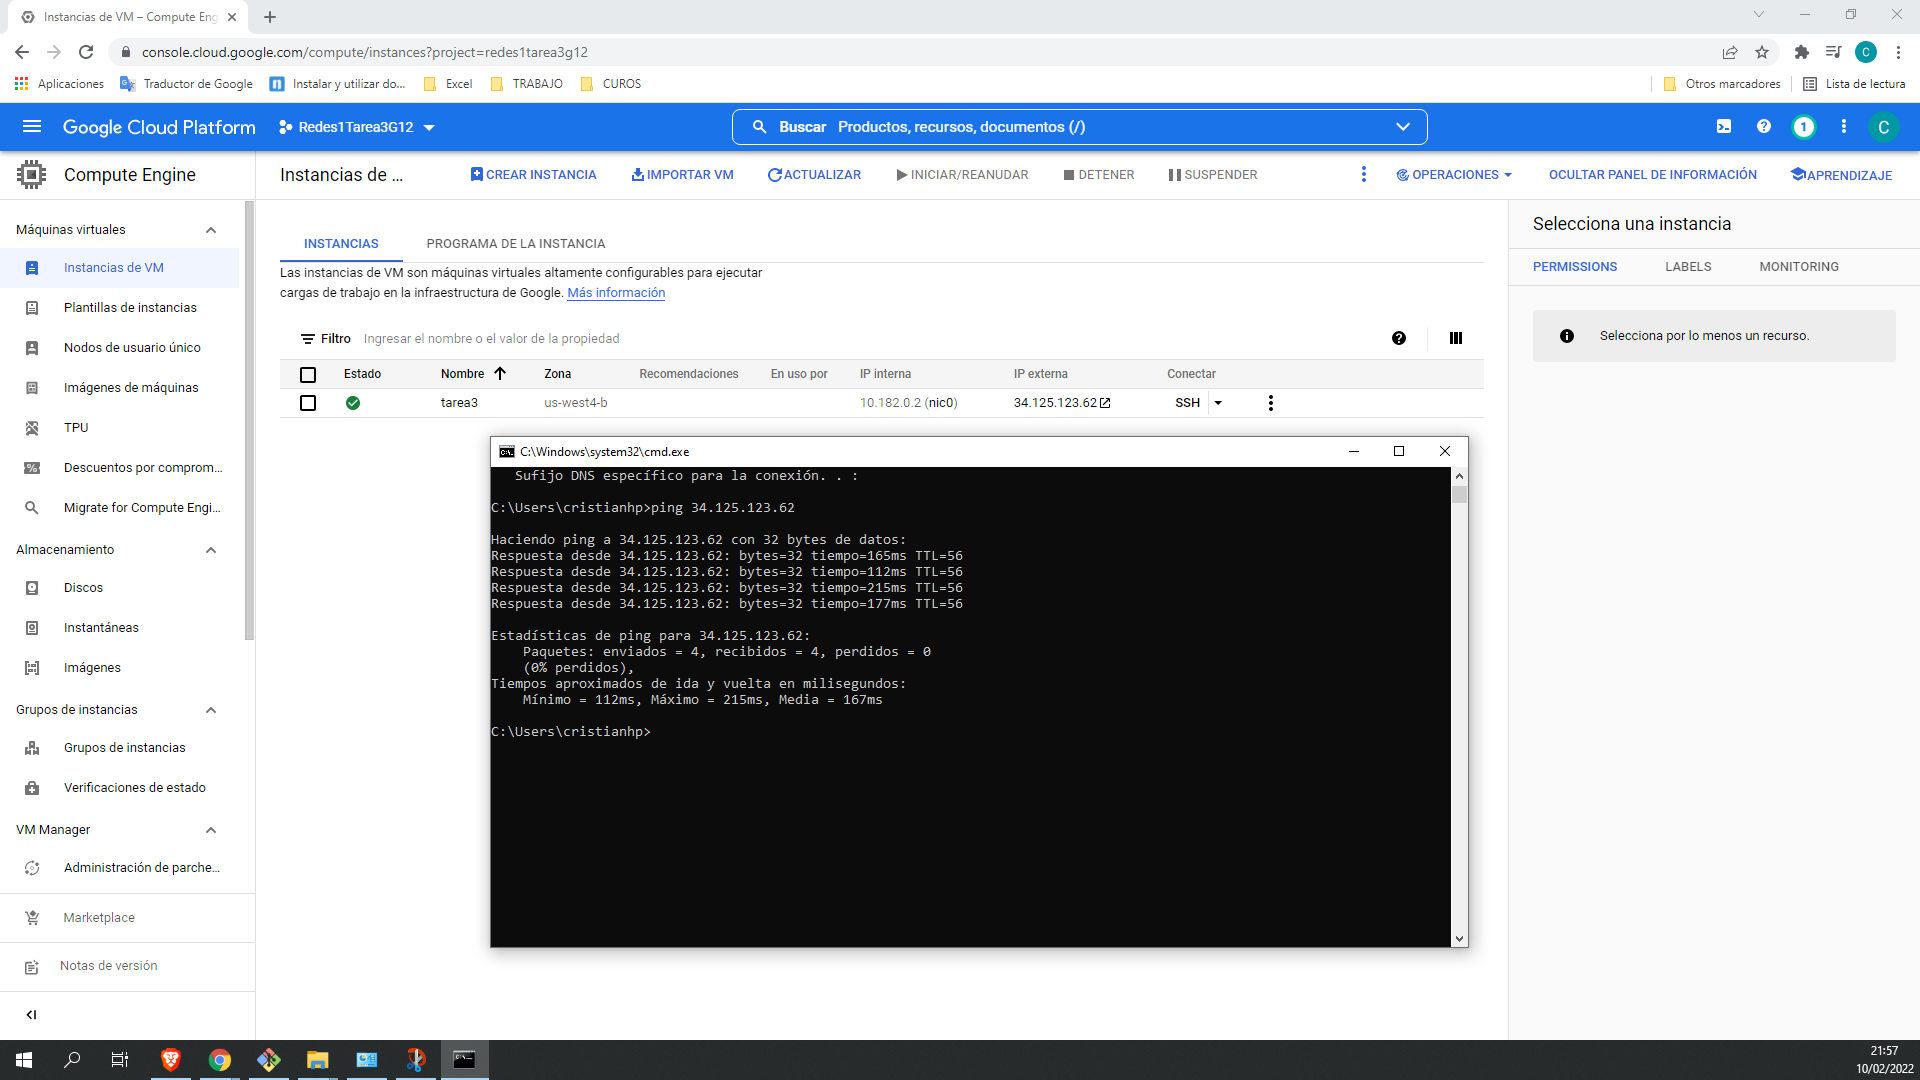 Instancias de VM – Compute Eng
console.cloud.google.com/compute/instances?project=redes1tarea3g12
C
Aplicaciones
Traductor de Google
Instalar y utilizar do...
Excel
TRABAJO
CUROS
Otros marcadores
Lista de lectura
Google Cloud Platform
Redes1Tarea3G12
Buscar Productos, recursos, documentos (/)
1
C
Compute Engine
Instancias de ...
CREAR INSTANCIA
IMPORTAR VM
ACTUALIZAR
INICIAR/REANUDAR
DETENER
SUSPENDER
OPERACIONES
OCULTAR PANEL DE INFORMACIÓN
APRENDIZAJE
Máquinas virtuales
Instancias de VM
Plantillas de instancias
Nodos de usuario único
Imágenes de máquinas
TPU
Descuentos por comprom...
Migrate for Compute Engi...
Almacenamiento
Discos
Instantáneas
Imágenes
Grupos de instancias
Grupos de instancias
Verificaciones de estado
VM Manager
Administración de parche...
Marketplace
Notas de versión
INSTANCIAS
PROGRAMA DE LA INSTANCIA
Las instancias de VM son máquinas virtuales altamente configurables para ejecutar
cargas de trabajo en la infraestructura de Google. Más información
Filtro Ingresar el nombre o el valor de la propiedad
Estado Nombre Zona Recomendaciones En uso por IP interna IP externa Conectar
tarea3 us-west4-b 10.182.0.2 (nic0) 34.125.123.62 SSH
Selecciona una instancia
PERMISSIONS
LABELS
MONITORING
Selecciona por lo menos un recurso.
C:\Windows\system32\cmd.exe
Sufijo DNS específico para la conexión. . :
C:\Users\cristianhp>ping 34.125.123.62
Haciendo ping a 34.125.123.62 con 32 bytes de datos:
Respuesta desde 34.125.123.62: bytes=32 tiempo=165ms TTL=56
Respuesta desde 34.125.123.62: bytes=32 tiempo=112ms TTL=56
Respuesta desde 34.125.123.62: bytes=32 tiempo=215ms TTL=56
Respuesta desde 34.125.123.62: bytes=32 tiempo=177ms TTL=56
Estadísticas de ping para 34.125.123.62:
Paquetes: enviados = 4, recibidos = 4, perdidos = 0
(0% perdidos),
Tiempos aproximados de ida y vuelta en milisegundos:
Mínimo = 112ms, Máximo = 215ms, Media = 167ms
C:\Users\cristianhp>
21:57
10/02/2022